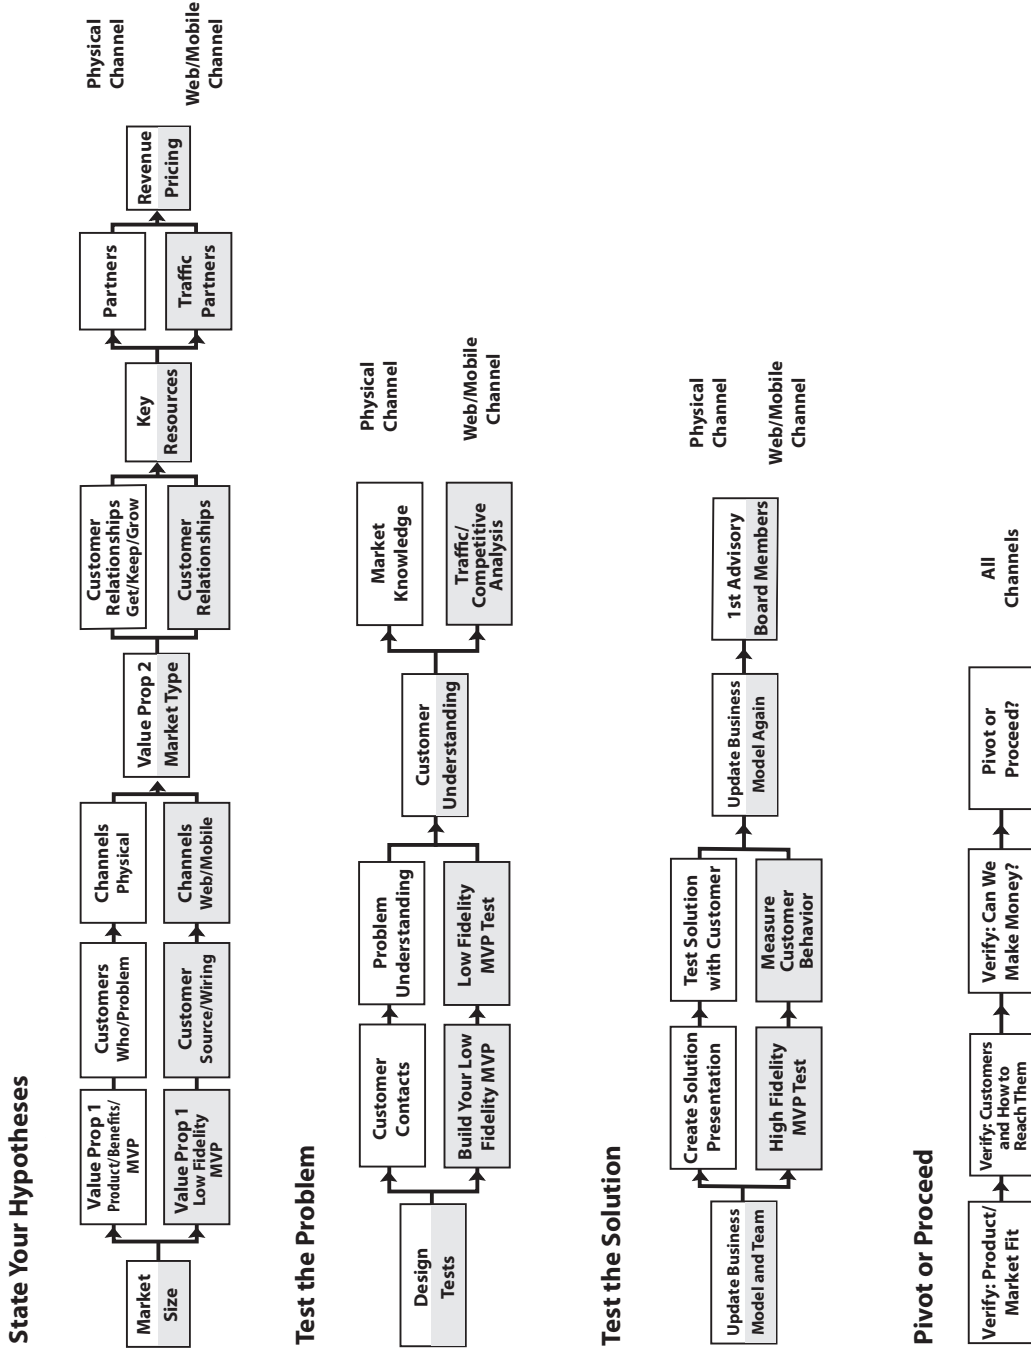 State Your Hypotheses
Market
Size
Value Prop 1
Product/Benefits/
MVP
Customers
Who/Problem
Channels
Physical
Value Prop 1
Low Fidelity
MVP
Customer
Source/Wiring
Channels
Web/Mobile
Value Prop 2
Market Type
Customer
Relationships
Get/Keep/Grow
Customer
Relationships
Key
Resources
Partners
Traffic
Partners
Revenue
Pricing
Physical
Channel
Web/Mobile
Channel
Test the Problem
Design
Tests
Customer
Contacts
Problem
Understanding
Build Your Low
Fidelity MVP
Low Fidelity
MVP Test
Customer
Understanding
Market
Knowledge
Traffic/
Competitive
Analysis
Physical
Channel
Web/Mobile
Channel
Test the Solution
Update Business
Model and Team
Create Solution
Presentation
Test Solution
with Customer
High Fidelity
MVP Test
Measure
Customer
Behavior
Update Business
Model Again
1st Advisory
Board Members
Physical
Channel
Web/Mobile
Channel
Pivot or Proceed
Verify: Product/
Market Fit
Verify: Customers
and How to
Reach Them
Verify: Can We
Make Money?
Pivot or
Proceed?
All
Channels